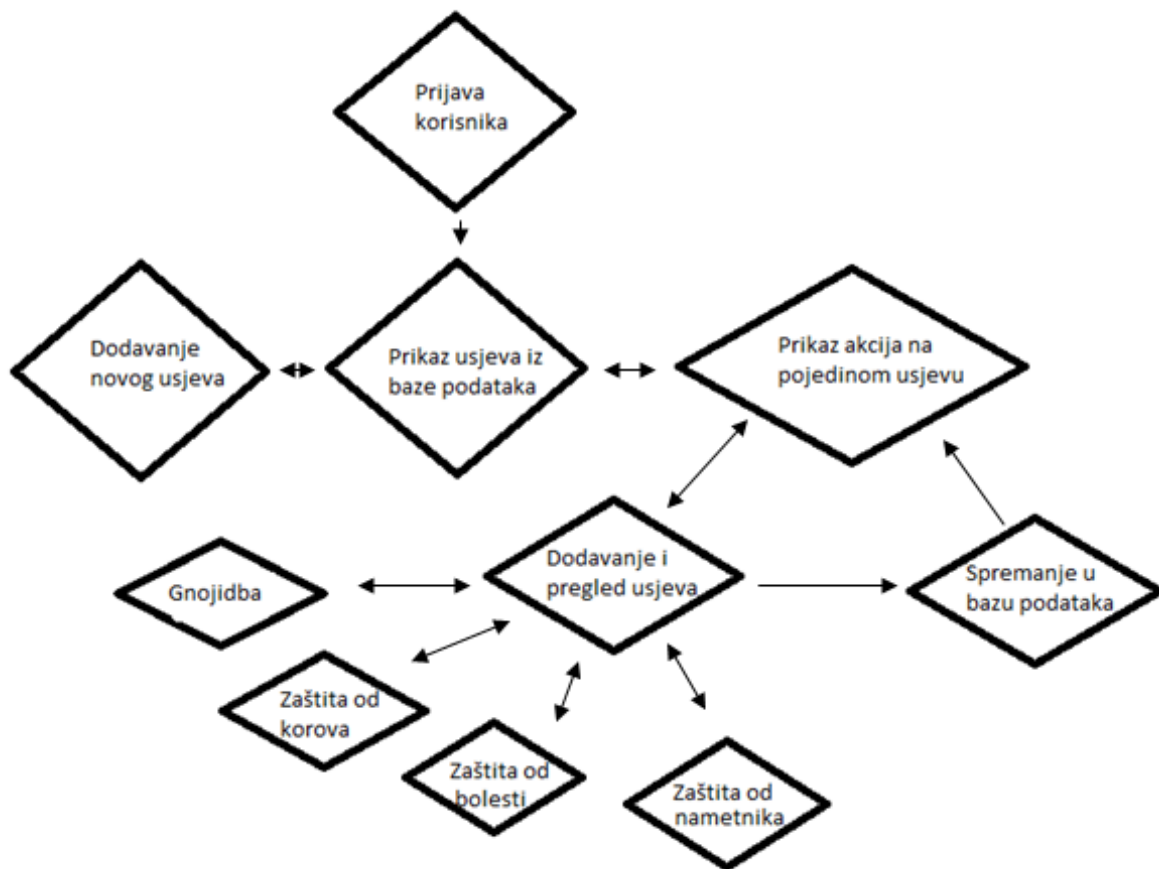 Prijava
korisnika
Dodavanje
novog usjeva
Prikaz usjeva iz
baze podataka
Prikaz akcija na
pojedinom usjevu
Dodavanje i
pregled usjeva
Spremanje u
bazu podataka
Gnojidba
Zaštita od
korova
Zaštita od
bolesti
Zaštita od
nametnika